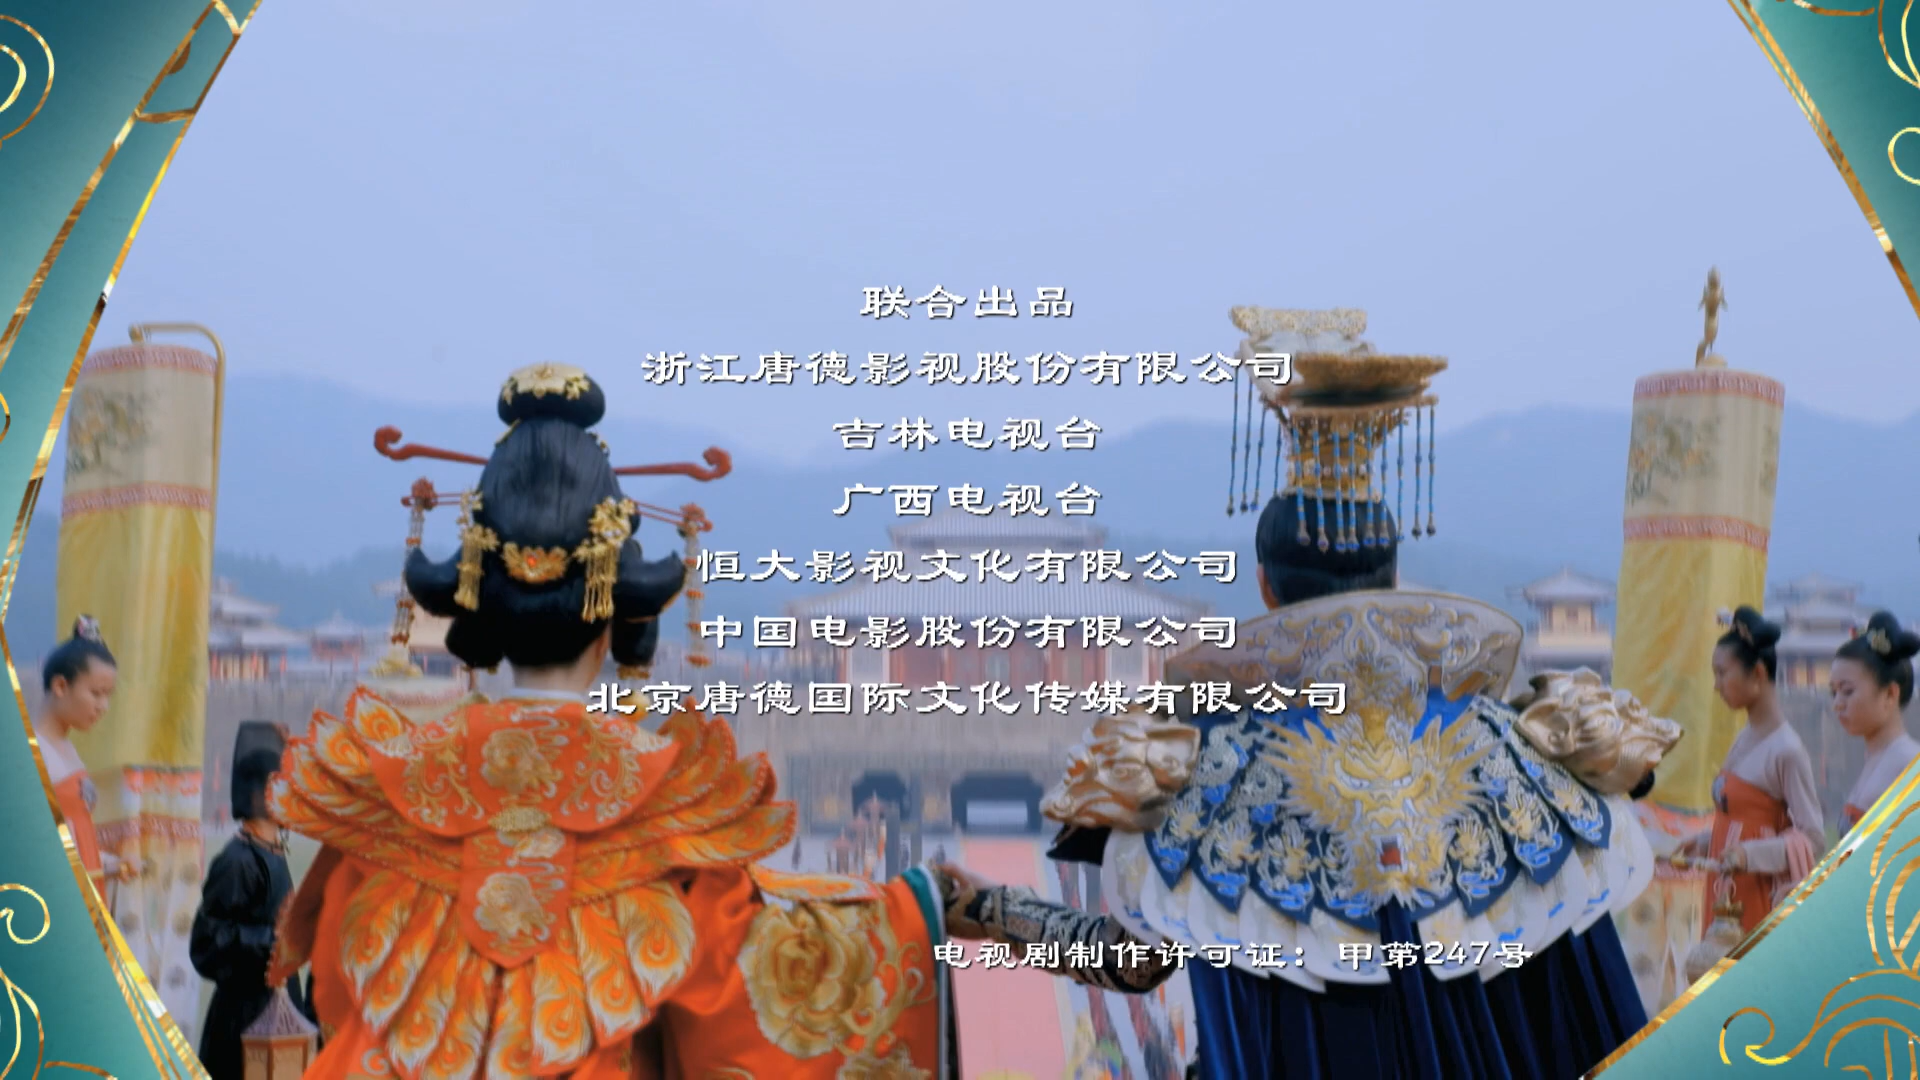 联合出品
浙江唐德影视股份有限公司
吉林电视台
广西电视台
恒大影视文化有限公司
中国电影股份有限公司
北京唐德国际文化传媒有限公司
电视剧制作许可证：甲第247号